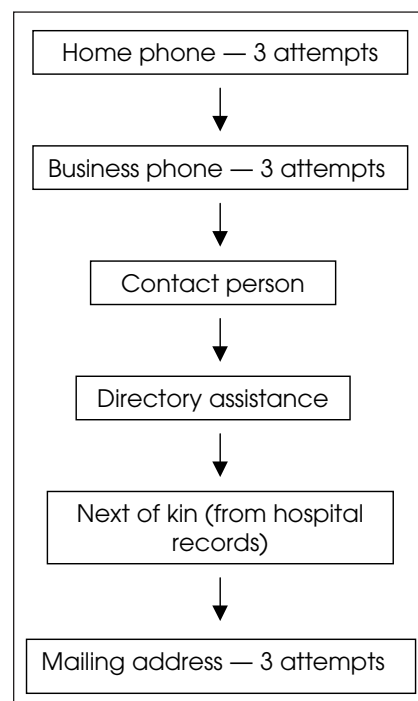 Home phone — 3 attempts
Business phone — 3 attempts
Contact person
Directory assistance
Next of kin (from hospital
records)
Mailing address — 3 attempts